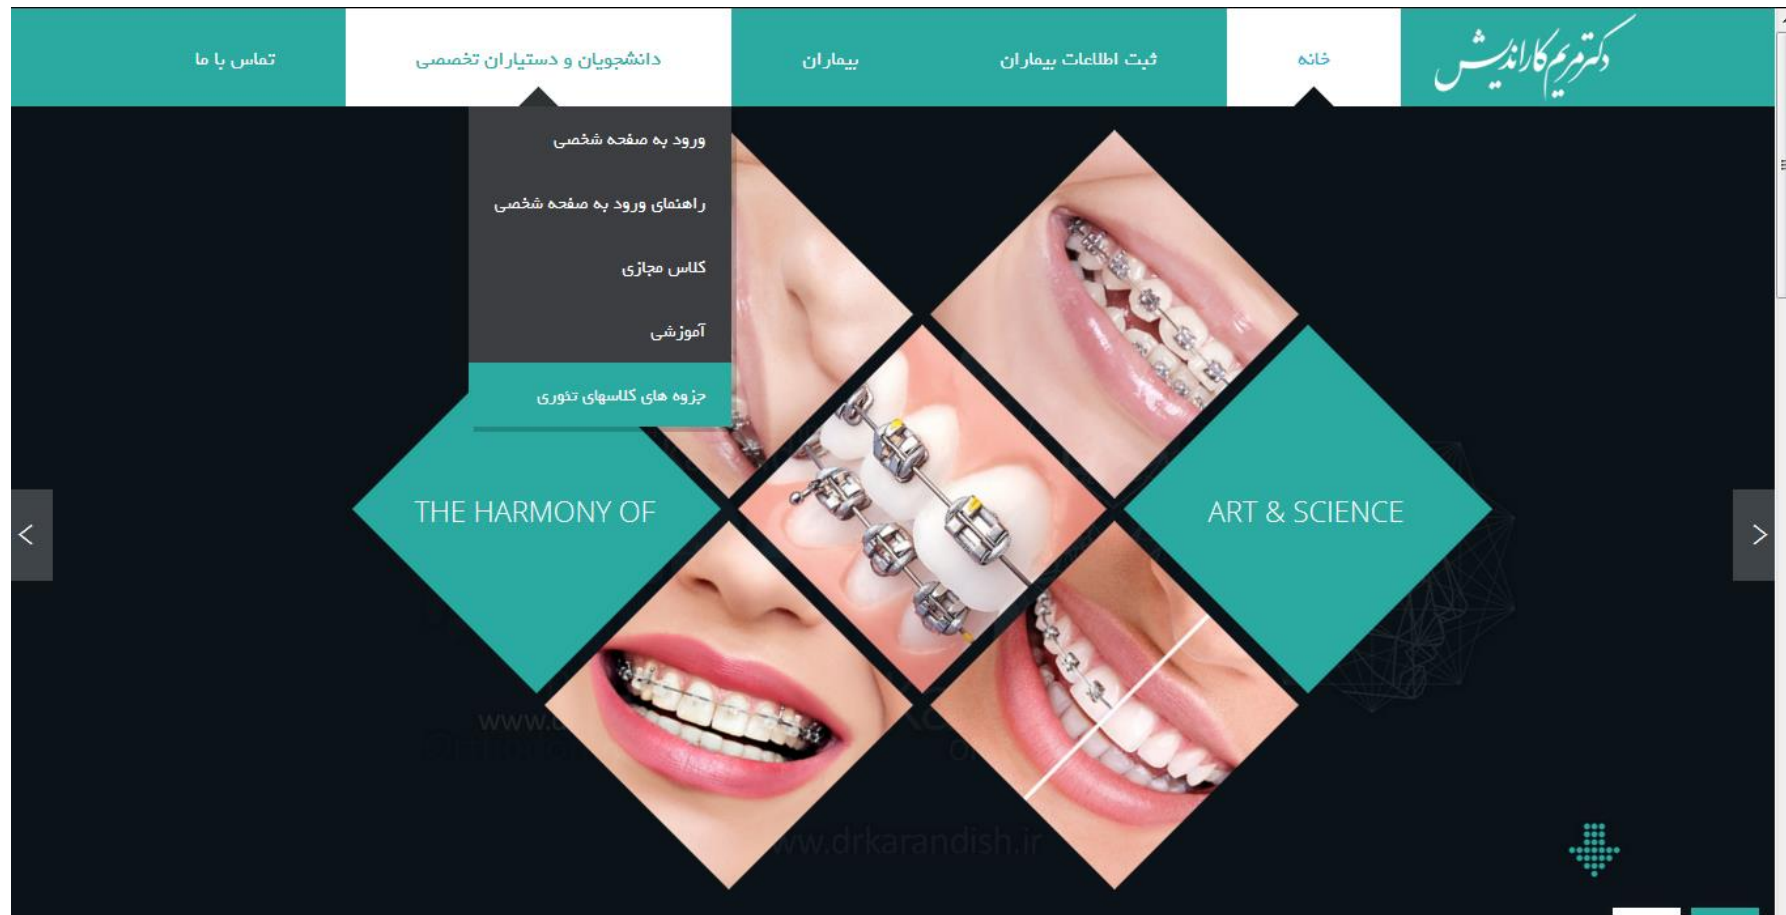 دکتر مریم کاراندیش
خانه
ثبت اطلاعات بیماران
بیماران
دانشجویان و دستیاران تخصصی
تماس با ما
ورود به صفحه شخصی
راهنمای ورود به صفحه شخصی
کلاس مجازی
آموزشی
جزوه های کلاسهای تئوری
THE HARMONY OF
ART & SCIENCE
www.drkarandish.ir